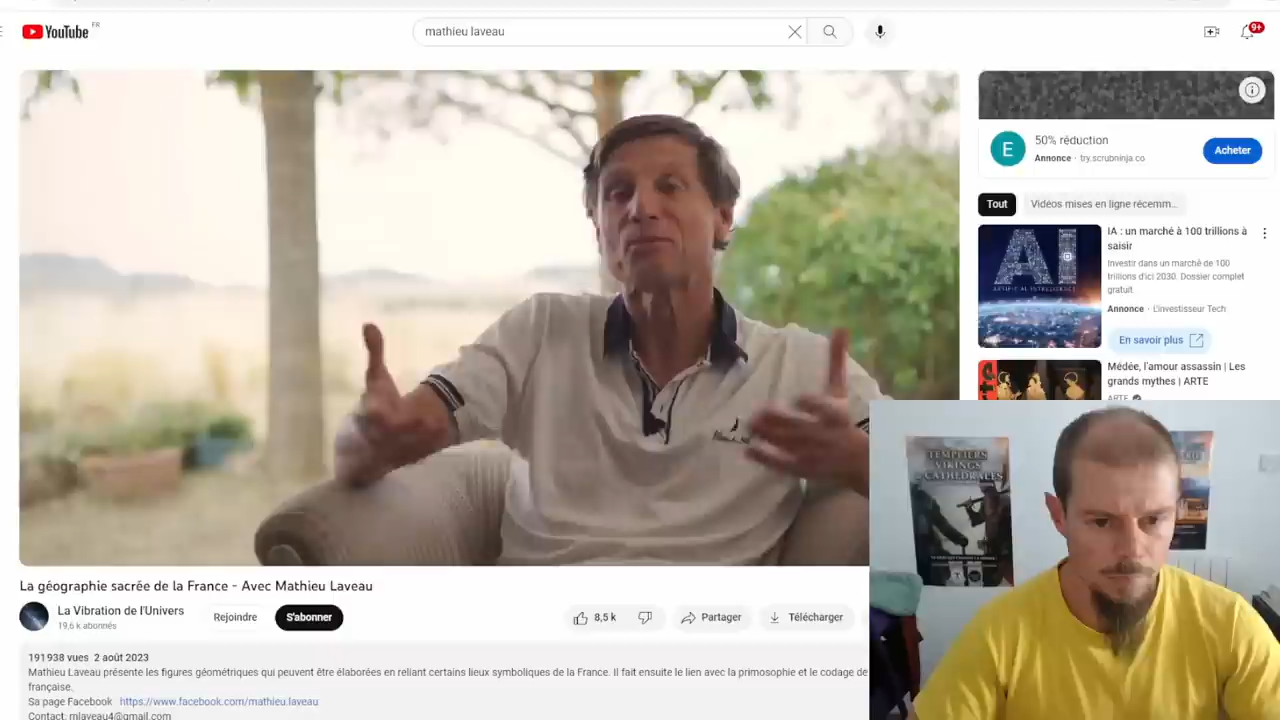 YouTube FR
mathieu laveau
9+
50% réduction
E
Annonce · try.scrubninja.co
Acheter
Tout
Vidéos mises en ligne récemm...
IA : un marché à 100 trillions à
saisir
AI
ARTIFICIAL INTELLIGENCE
Investir dans un marché de 100
trillions d'ici 2030. Dossier complet
gratuit.
Annonce · L'investisseur Tech
En savoir plus
Médée, l'amour assassin | Les
grands mythes | ARTE
ARTE
TEMPLIERS
VIKINGS
& CATHÉDRALES
La géographie sacrée de la France - Avec Mathieu Laveau
La Vibration de l'Univers
19,6 k abonnés
Rejoindre
S'abonner
8,5 k
Partager
Télécharger
191 938 vues 2 août 2023
Mathieu Laveau présente les figures géométriques qui peuvent être élaborées en reliant certains lieux symboliques de la France. Il fait ensuite le lien avec la primosophie et le codage de
française.
Sa page Facebook https://www.facebook.com/mathieu.laveau
Contact: mlaveau4@gmail.com